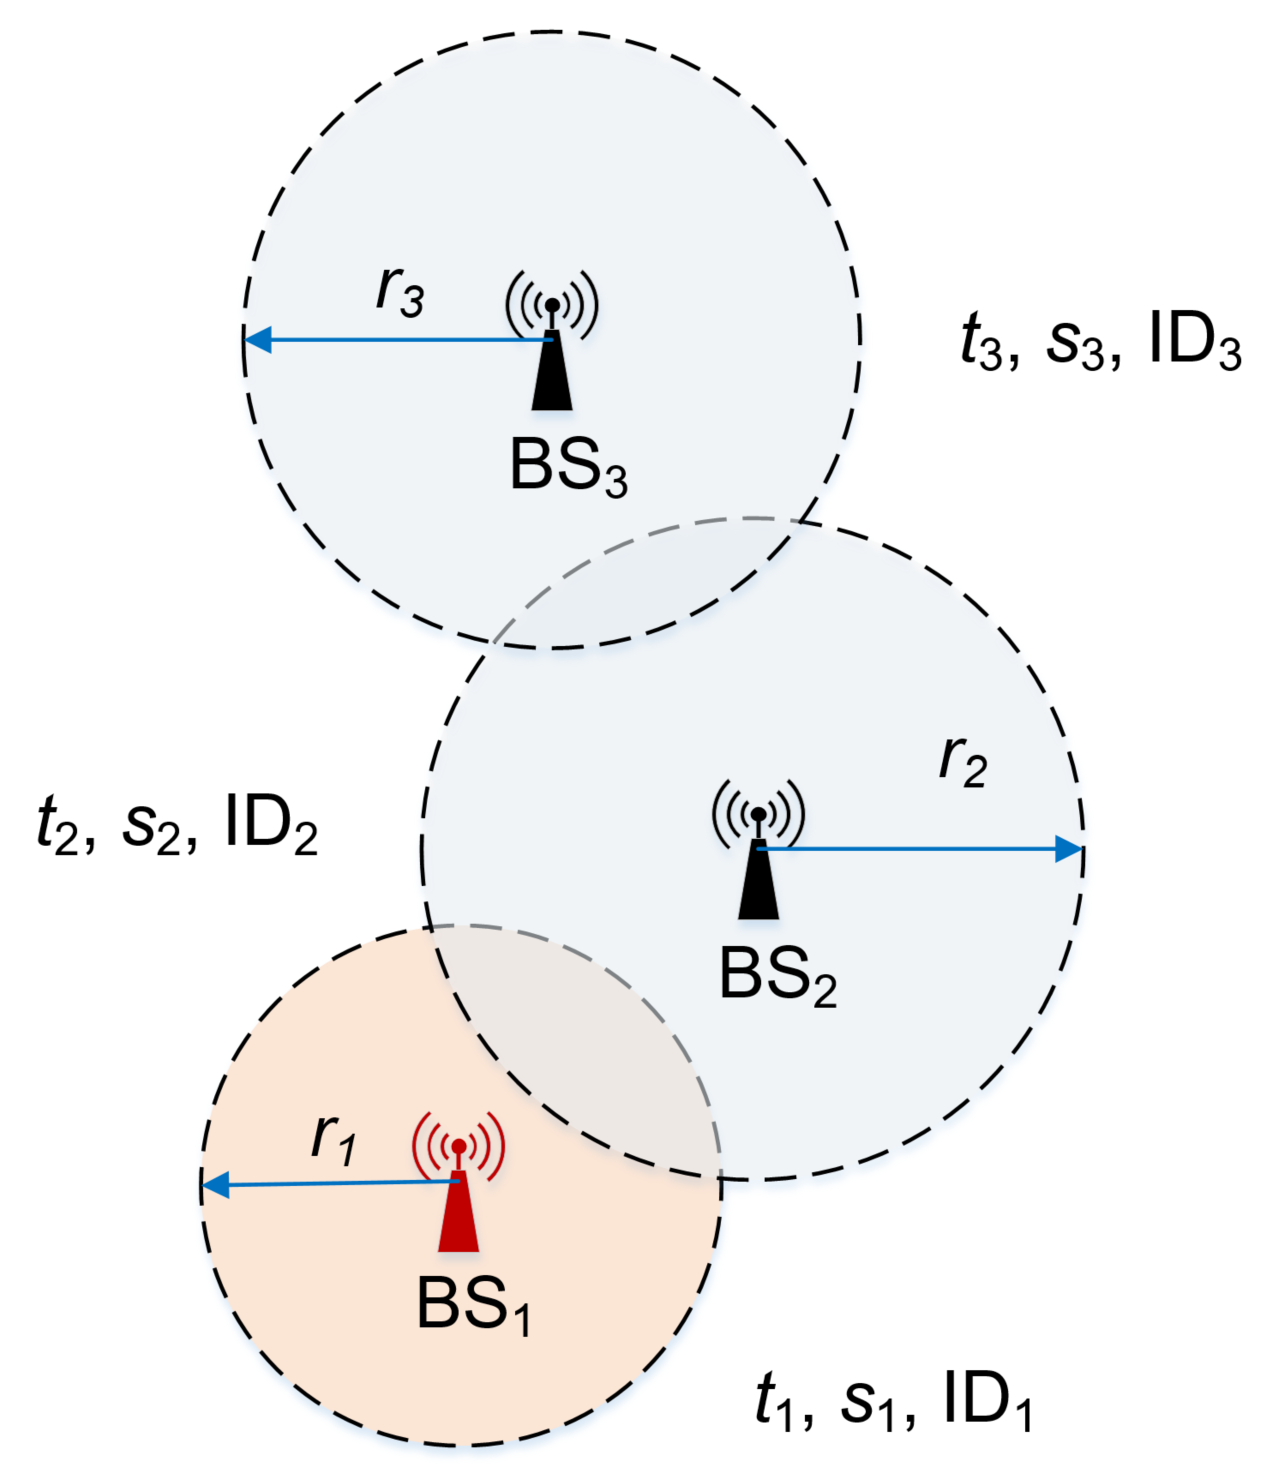 r₃
t₃, s₃, ID₃
BS₃
r₂
t₂, s₂, ID₂
BS₂
r₁
BS₁
t₁, s₁, ID₁